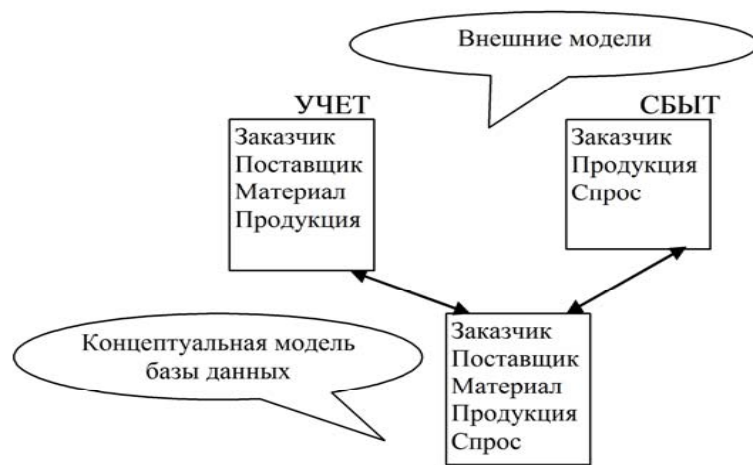 Внешние модели
УЧЕТ
Заказчик
Поставщик
Материал
Продукция
СБЫТ
Заказчик
Продукция
Спрос
Концептуальная модель
базы данных
Заказчик
Поставщик
Материал
Продукция
Спрос